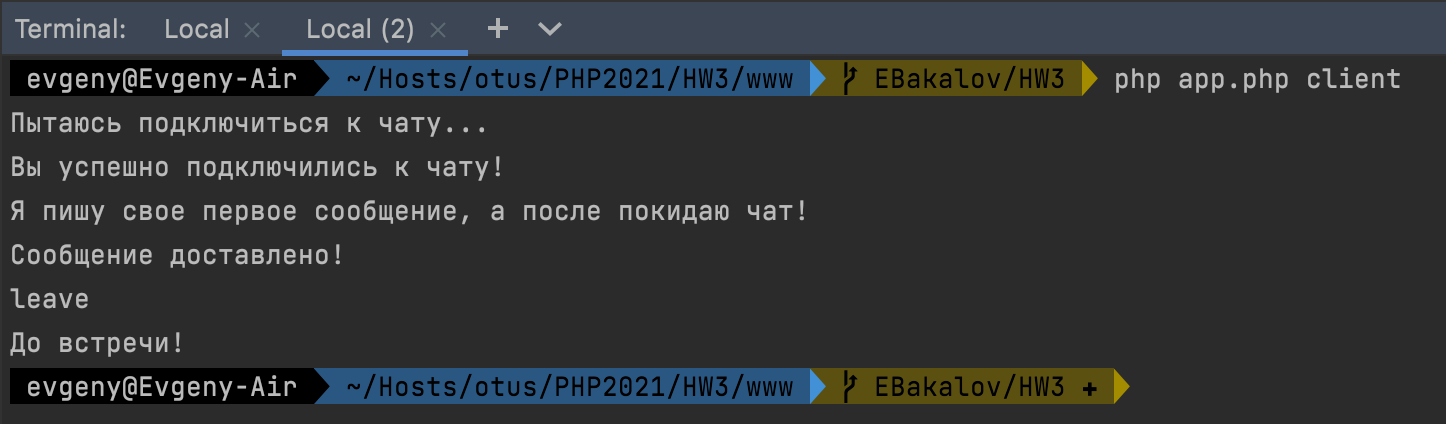 Terminal: Local × Local (2) × +
evgeny@Evgeny-Air ~/Hosts/otus/PHP2021/HW3/www EBakalov/HW3 php app.php client
Пытаюсь подключиться к чату...
Вы успешно подключились к чату!
Я пишу свое первое сообщение, а после покидаю чат!
Сообщение доставлено!
leave
До встречи!
evgeny@Evgeny-Air ~/Hosts/otus/PHP2021/HW3/www EBakalov/HW3 +